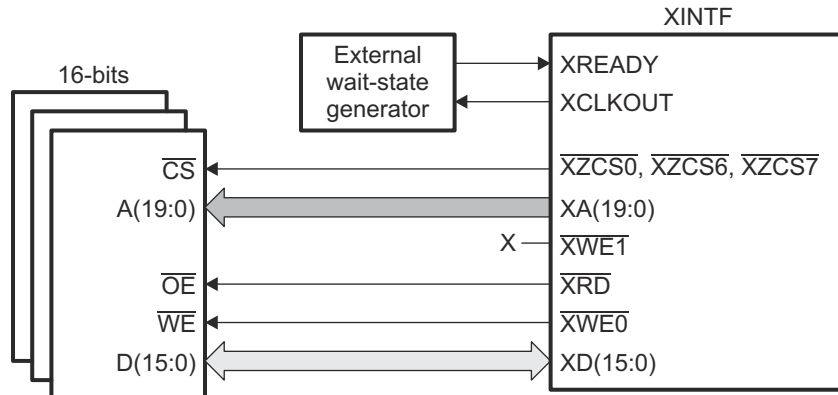 XINTF
External
wait-state
generator
XREADY
XCLKOUT
16-bits
CS
XZCS0, XZCS6, XZCS7
A(19:0)
XA(19:0)
X
XWE1
OE
XRD
WE
XWE0
D(15:0)
XD(15:0)